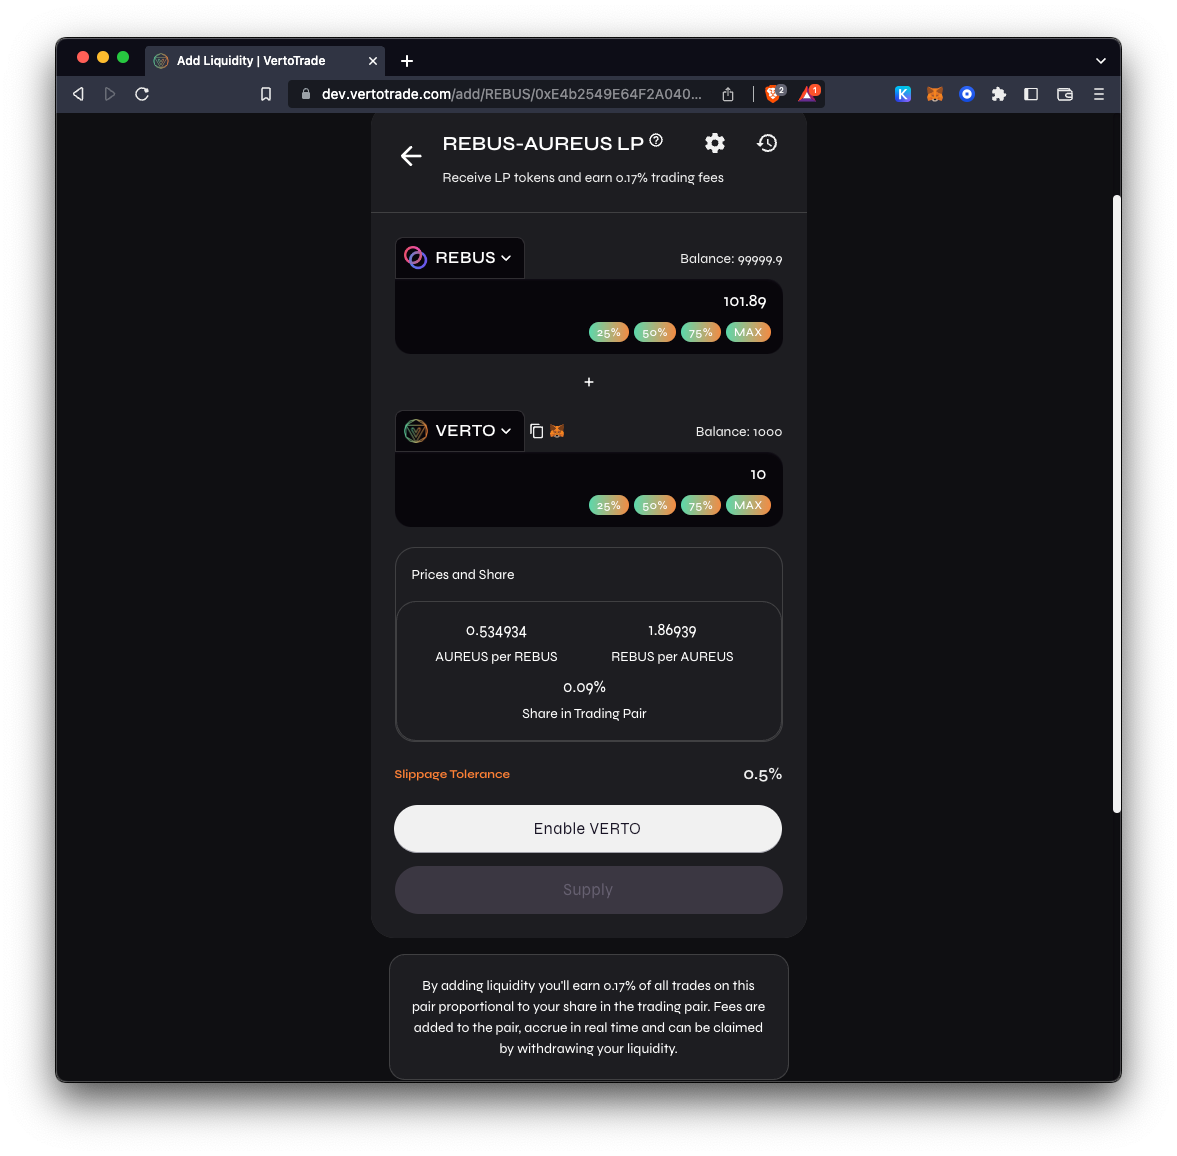 Add Liquidity | VertoTrade
dev.vertotrade.com/add/REBUS/0xE4b2549E64F2A040...
2
1
K
REBUS-AUREUS LP
Receive LP tokens and earn 0.17% trading fees
REBUS
Balance: 99999.9
101.89
25% 50% 75% MAX
+
VERTO
Balance: 1000
10
25% 50% 75% MAX
Prices and Share
0.534934 1.86939
AUREUS per REBUS REBUS per AUREUS
0.09%
Share in Trading Pair
Slippage Tolerance 0.5%
Enable VERTO
Supply
By adding liquidity you'll earn 0.17% of all trades on this
pair proportional to your share in the trading pair. Fees are
added to the pair, accrue in real time and can be claimed
by withdrawing your liquidity.